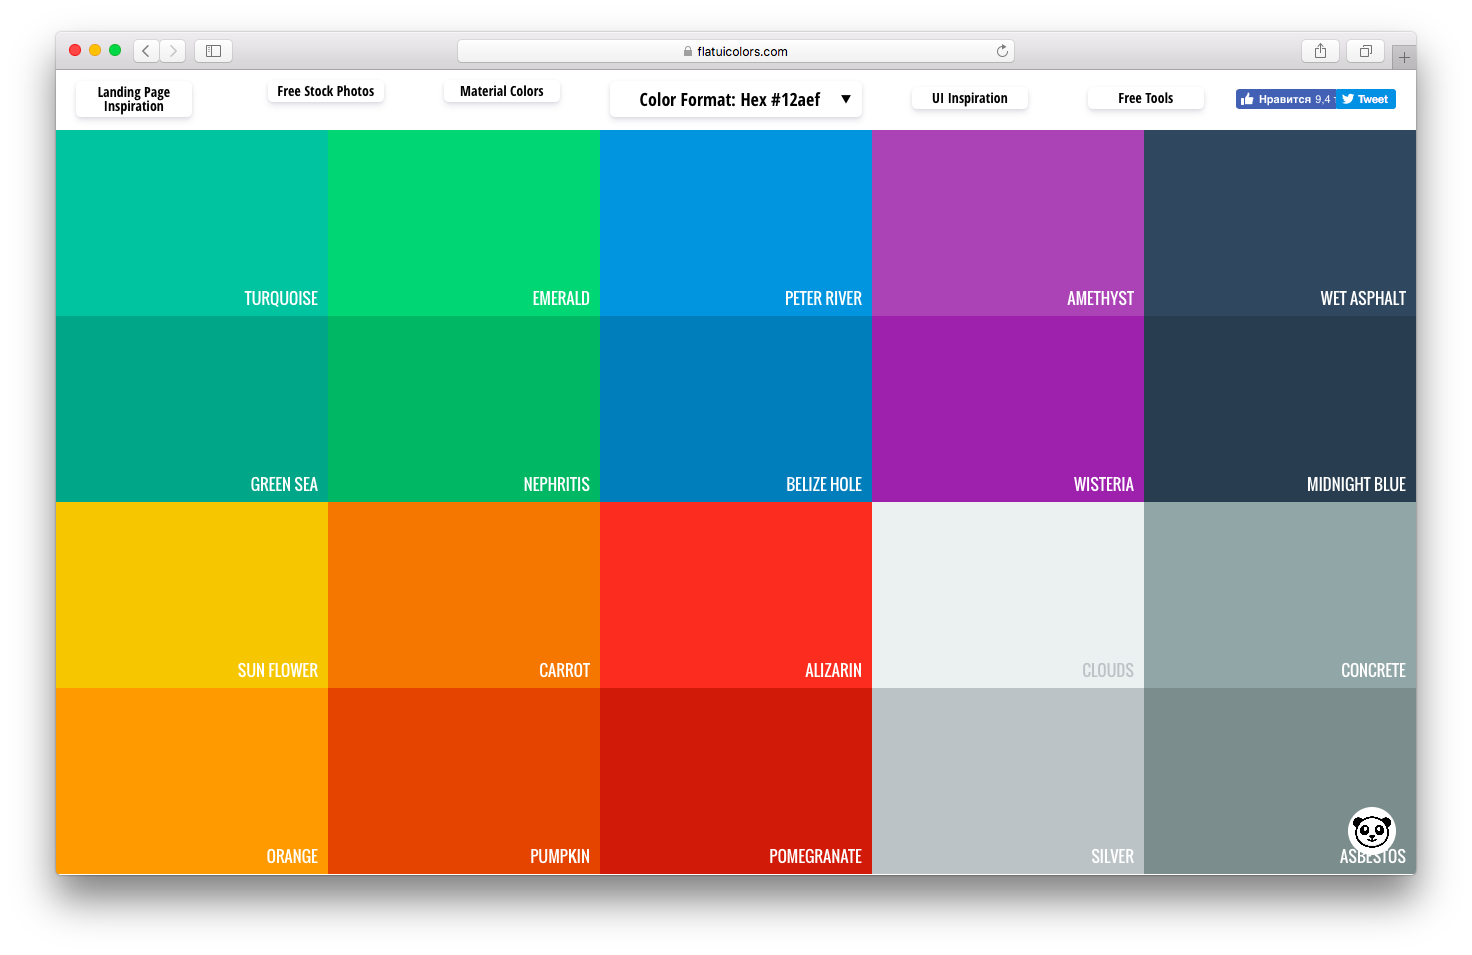 flatuicolors.com
Landing Page
Inspiration
Free Stock Photos
Material Colors
Color Format: Hex #12aef
UI Inspiration
Free Tools
Нравится 9,4
Tweet
TURQUOISE
EMERALD
PETER RIVER
AMETHYST
WET ASPHALT
GREEN SEA
NEPHRITIS
BELIZE HOLE
WISTERIA
MIDNIGHT BLUE
SUN FLOWER
CARROT
ALIZARIN
CLOUDS
CONCRETE
ORANGE
PUMPKIN
POMEGRANATE
SILVER
ASBESTOS